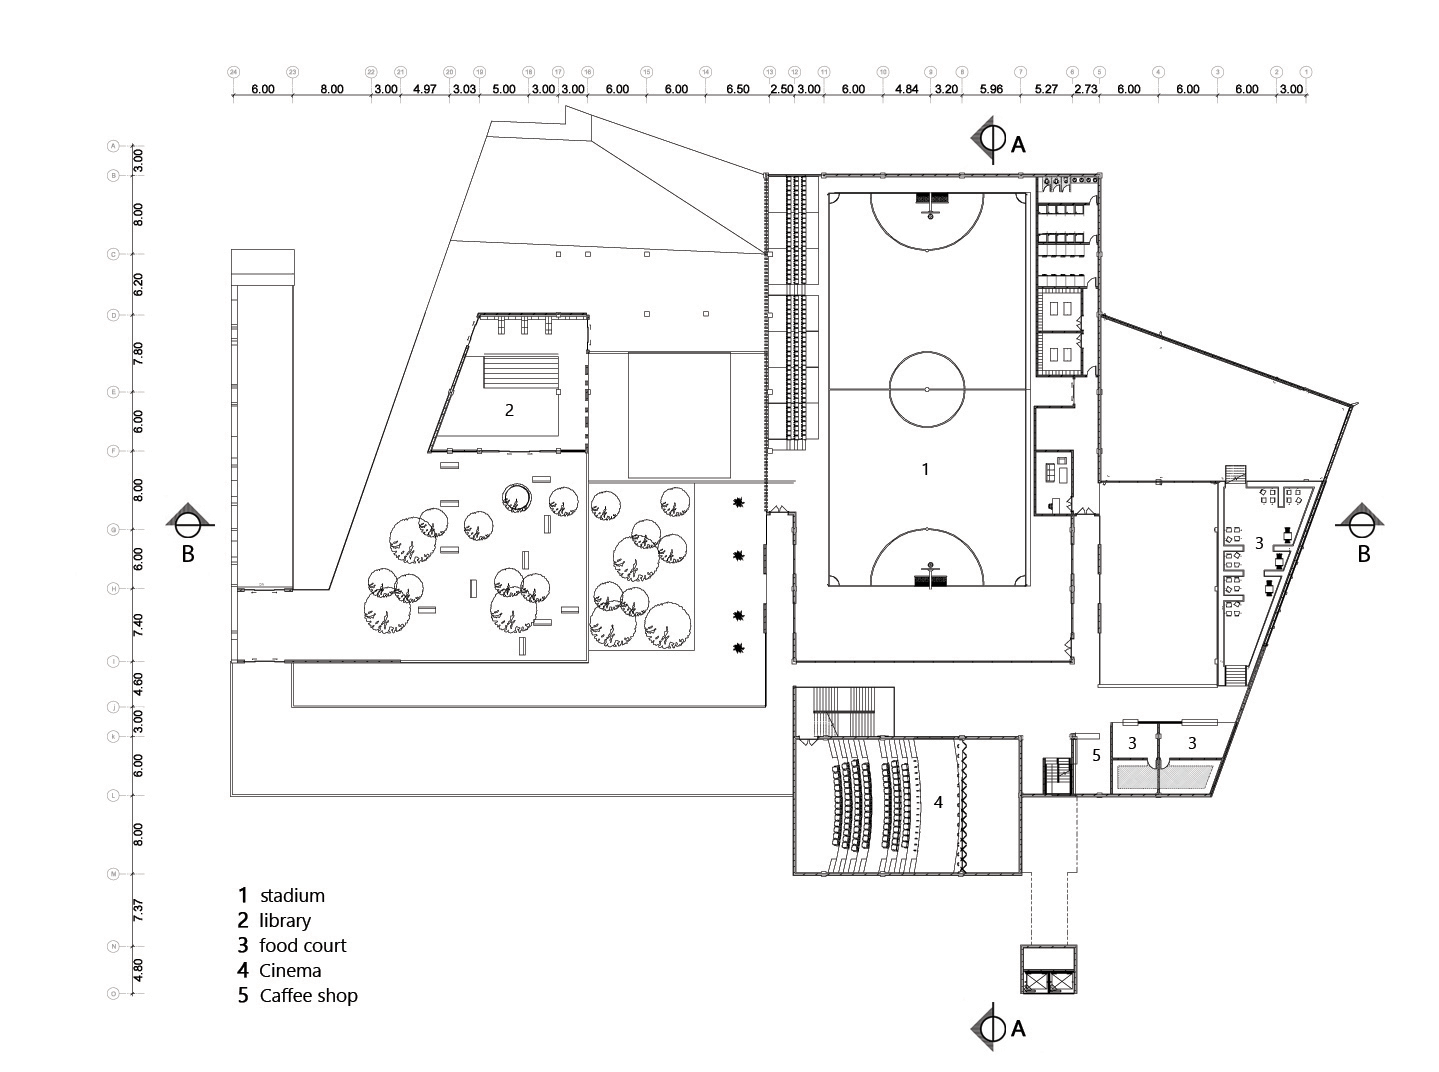 24 23 22 21 20 19 18 17 16 15 14 13 12 11 10 9 8 7 6 5 4 3 2 1
6.00 8.00 3.00 4.97 3.03 5.00 3.00 3.00 6.00 6.00 6.50 2.50 3.00 6.00 4.84 3.20 5.96 5.27 2.73 6.00 6.00 6.00 3.00
A
A
3.00
B
8.00
C
6.20
D
7.80
E
6.00
2
F
1
8.00
G
B
3
B
6.00
H
7.40
I
4.60
j
3.00
k
3
3
5
6.00
L
4
8.00
N
7.37
N
4.80
O
1 stadium
2 library
3 food court
4 Cinema
5 Caffee shop
A